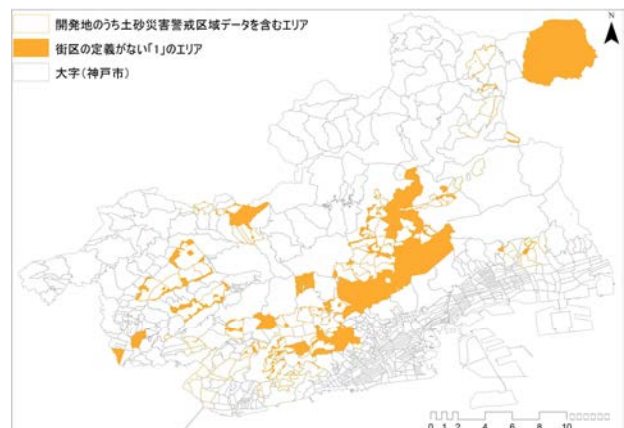 開発地のうち土砂災害警戒区域データを含むエリア
街区の定義がない「1」のエリア
大字(神戸市)
N
0 1 2 4 6 8 10